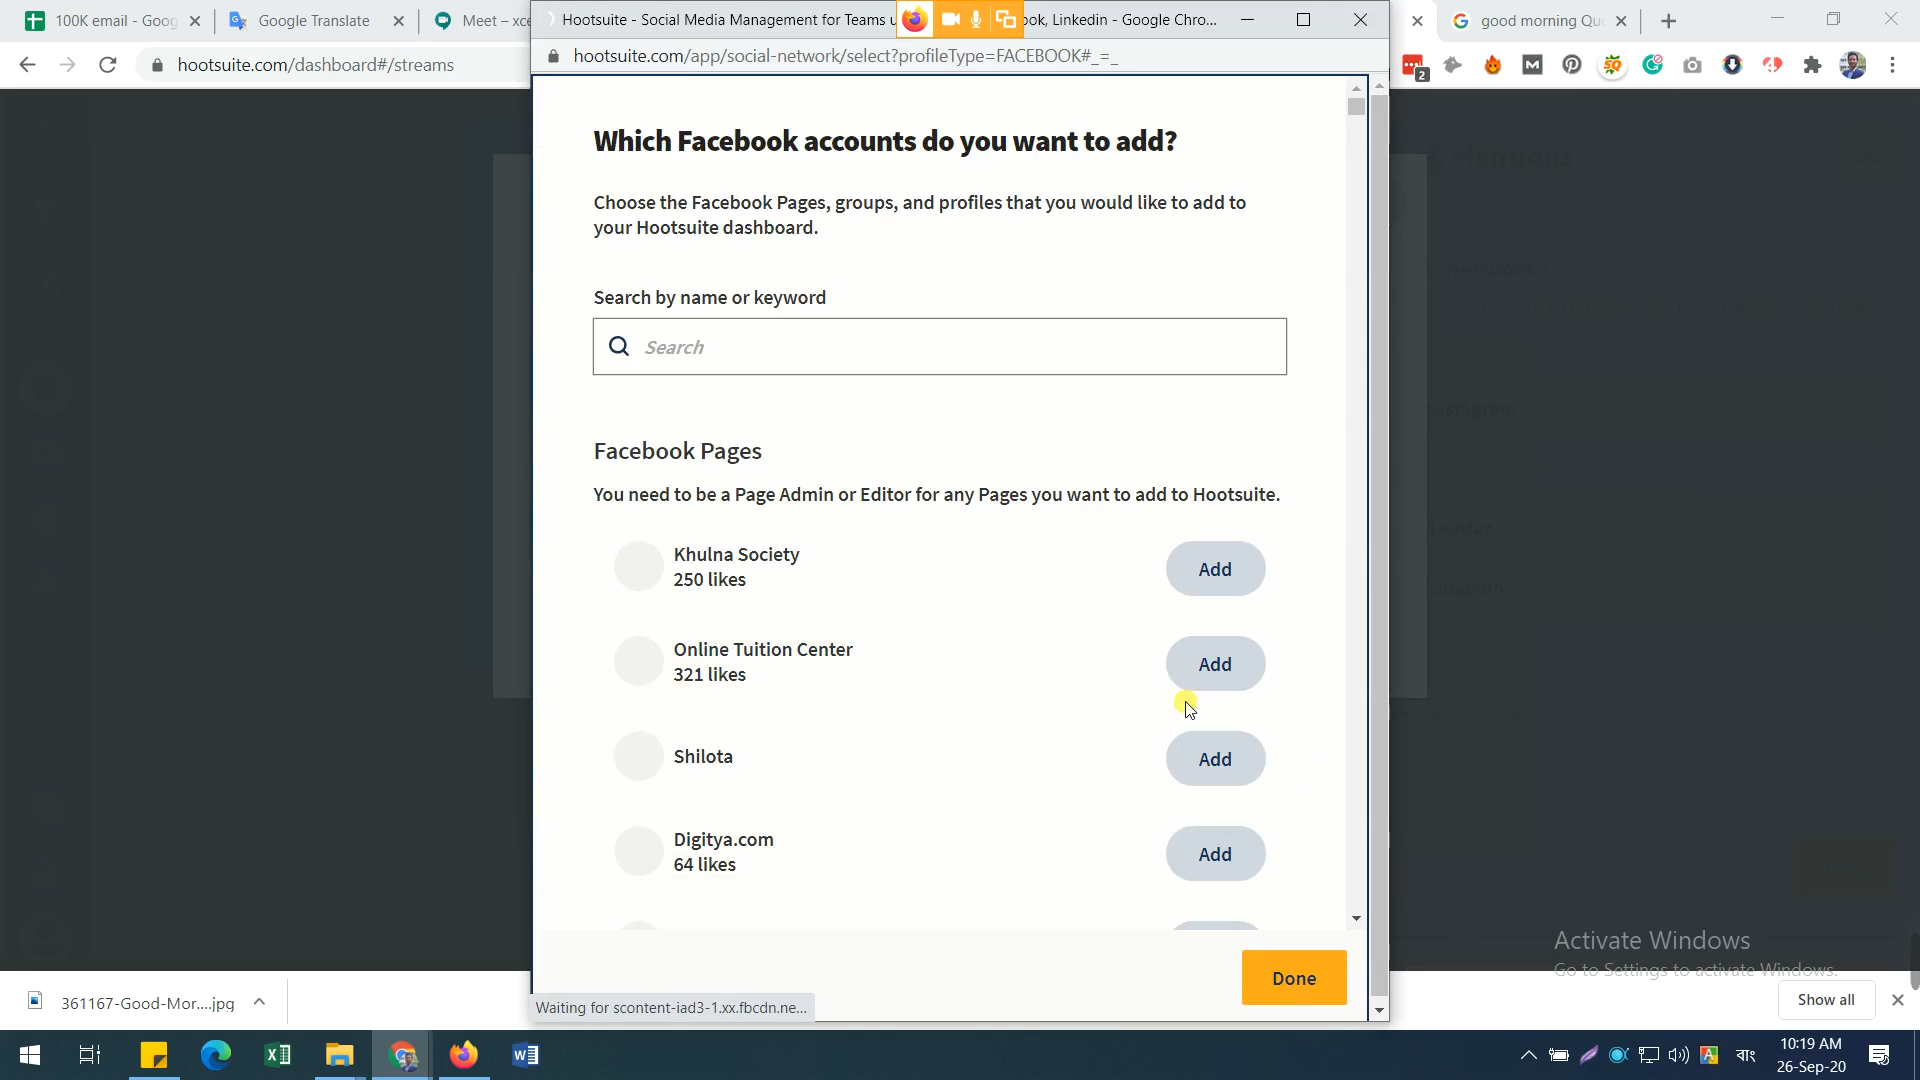 100K email - Goog
Google Translate
Meet – xce
Hootsuite - Social Media Management for Teams u
ok, Linkedin - Google Chro...
good morning Qu
hootsuite.com/dashboard#/streams
hootsuite.com/app/social-network/select?profileType=FACEBOOK#_=_
2
Which Facebook accounts do you want to add?
& Mentions
Choose the Facebook Pages, groups, and profiles that you would like to add to
your Hootsuite dashboard.
networks
Search by name or keyword
Search
Instagram
Facebook Pages
You need to be a Page Admin or Editor for any Pages you want to add to Hootsuite.
Twitter
Khulna Society
250 likes
Add
LinkedIn
Online Tuition Center
321 likes
Add
Shilota
Add
Digitya.com
64 likes
Add
Done
Activate Windows
Go to Settings to activate Windows.
Waiting for scontent-iad3-1.xx.fbcdn.ne...
361167-Good-Mor....jpg
Show all
বাং
10:19 AM
26-Sep-20